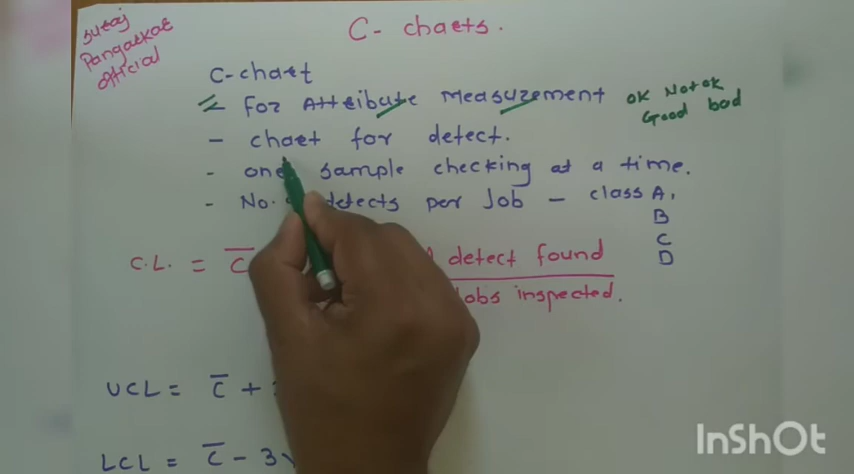 Suraj
Pangarkar
official
C- charts.
C-chart
= For Attribute Measurement
OK Not OK
Good bad
- chart for detect.
- one sample checking at a time.
- No. detects per Job - class A,
B
C
D
C.L. = C̅ detect found
Jobs inspected.
UCL = C̅ +
LCL = C̅ - 3√
InShOt